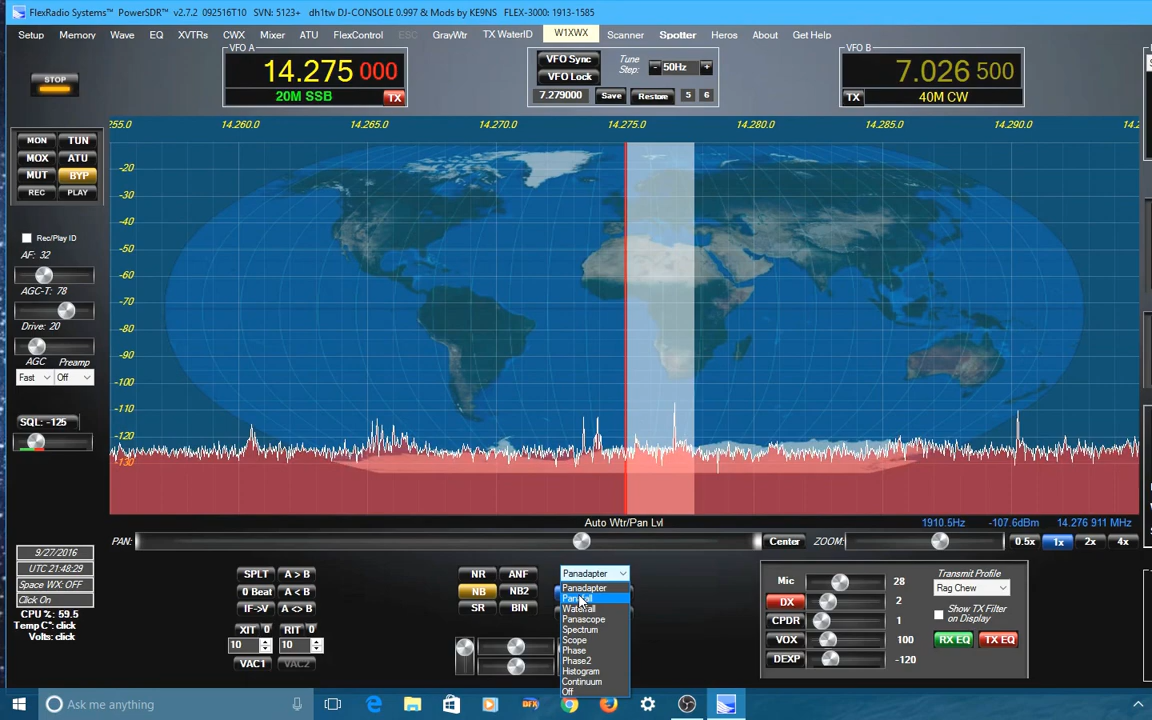 FlexRadio Systems™ PowerSDR™ v2.7.2 092516T10 SVN: 5123+ dh1tw DJ-CONSOLE 0.997 & Mods by KE9NS FLEX-3000: 1913-1585
Setup Memory Wave EQ XVTRs CWX Mixer ATU FlexControl ESC GrayWtr TX WaterID W1XWX Scanner Spotter Heros About Get Help
VFO A
14.275 000
20M SSB TX
VFO Sync
VFO Lock
Tune Step: - 50Hz +
7.279000 Save Restore 5 6
VFO B
7.026 500
TX 40M CW
STOP
MON TUN
MOX ATU
MUT BYP
REC PLAY
Rec/Play ID
AF: 32
AGC-T: 78
Drive: 20
AGC Preamp
Fast Off
SQL: -125
255.0 14.260.0 14.265.0 14.270.0 14.275.0 14.280.0 14.285.0 14.290.0 14.2
-20
-30
-40
-50
-60
-70
-80
-90
-100
-110
-120
-130
Auto Wtr/Pan Lvl 1910.5Hz -107.6dBm 14.276 911 MHz
PAN: Center ZOOM: 0.5x 1x 2x 4x
9/27/2016
UTC 21:48:29
Space WX: OFF
Click On
CPU %: 59.5
Temp C°: click
Volts: click
SPLT A > B
0 Beat A < B
IF->V A <> B
XIT 0 RIT 0
10 10
VAC1 VAC2
NR ANF
NB NB2
SR BIN
Panadapter
Panadapter
Panafall
Waterfall
Panascope
Spectrum
Scope
Phase
Phase2
Histogram
Continuum
Off
Mic 28
DX 2
CPDR 1
VOX 100
DEXP -120
Transmit Profile
Rag Chew
Show TX Filter on Display
RX EQ TX EQ
Ask me anything